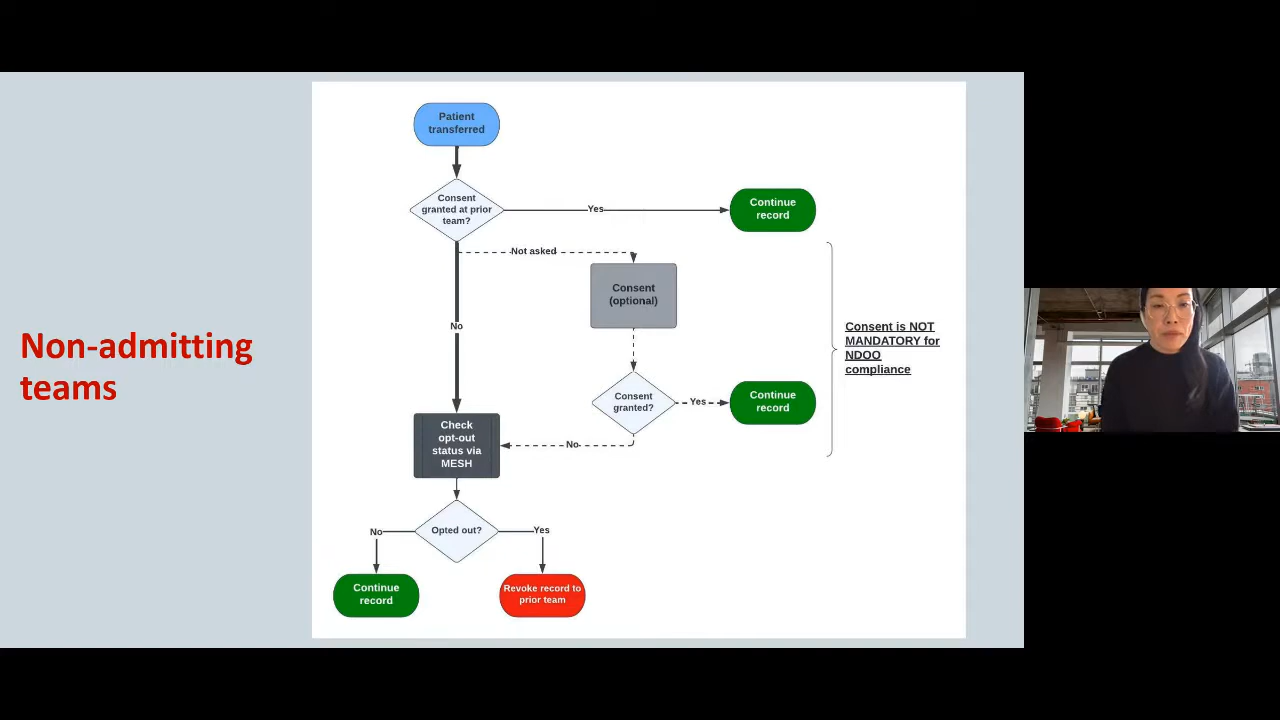 Non-admitting
teams
Patient
transferred
Consent
granted at prior
team?
Yes
Continue
record
Not asked
Consent
(optional)
No
Consent is NOT
MANDATORY for
NDOO
compliance
Consent
granted?
Yes
Continue
record
No
Check
opt-out
status via
MESH
Opted out?
No
Yes
Continue
record
Revoke record to
prior team